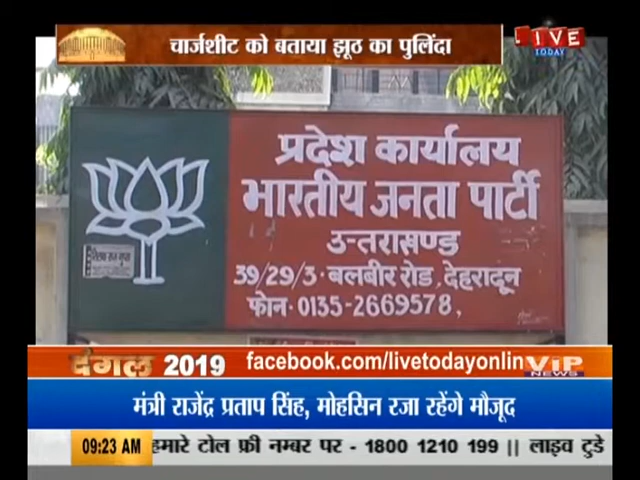 चार्जशीट को बताया झूठ का पुलिंदा
LIVE
TODAY
प्रदेश कार्यालय
भारतीय जनता पार्टी
उत्तराखण्ड
39/29/3·बलबीर रोड, देहरादून
फोन·0135-2669578,
दंगल 2019
facebook.com/livetodayonlin
VIP
NEWS
मंत्री राजेंद्र प्रताप सिंह, मोहसिन रजा रहेंगे मौजूद
09:23 AM
हमारे टोल फ्री नम्बर पर - 1800 1210 199 || लाइव टुडे